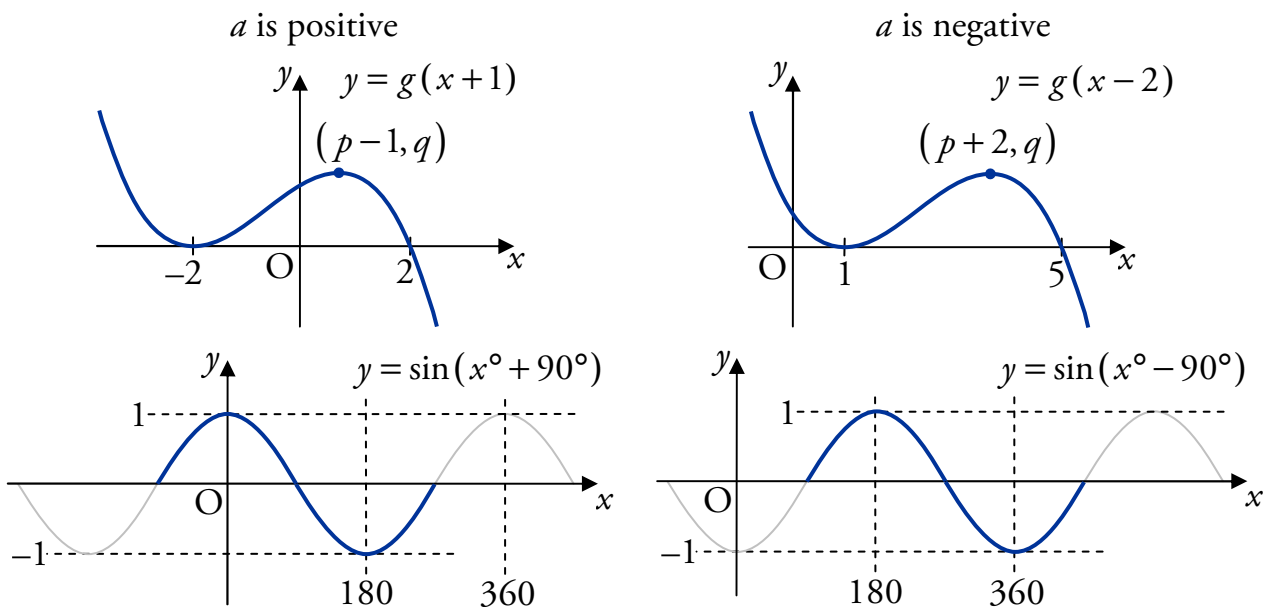 a is positive
a is negative
y
y = g(x+1)
(p−1, q)
−2
O
2
x
y
y = g(x−2)
(p+2, q)
O
1
5
x
y
y = sin(x°+90°)
1
O
x
−1
180
360
y
y = sin(x°−90°)
1
O
x
−1
180
360